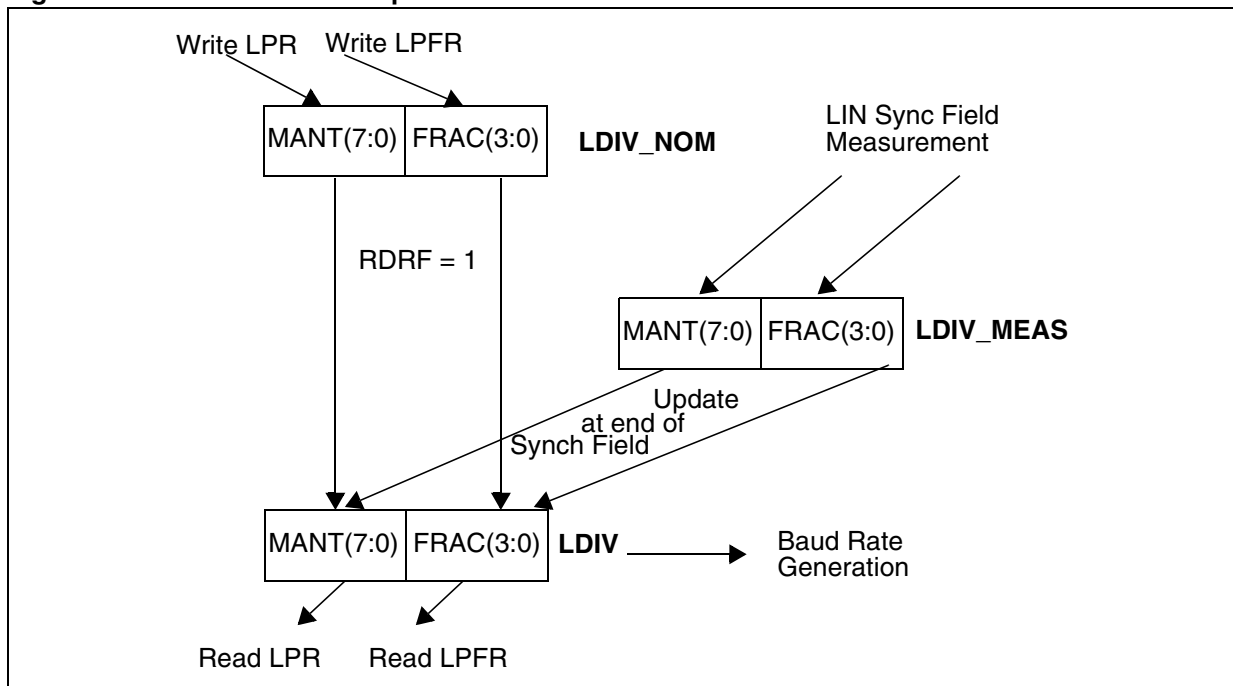 Write LPR
Write LPFR
MANT(7:0)
FRAC(3:0)
LDIV_NOM
LIN Sync Field
Measurement
RDRF = 1
MANT(7:0)
FRAC(3:0)
LDIV_MEAS
Update
at end of
Synch Field
MANT(7:0)
FRAC(3:0)
LDIV
Baud Rate
Generation
Read LPR
Read LPFR